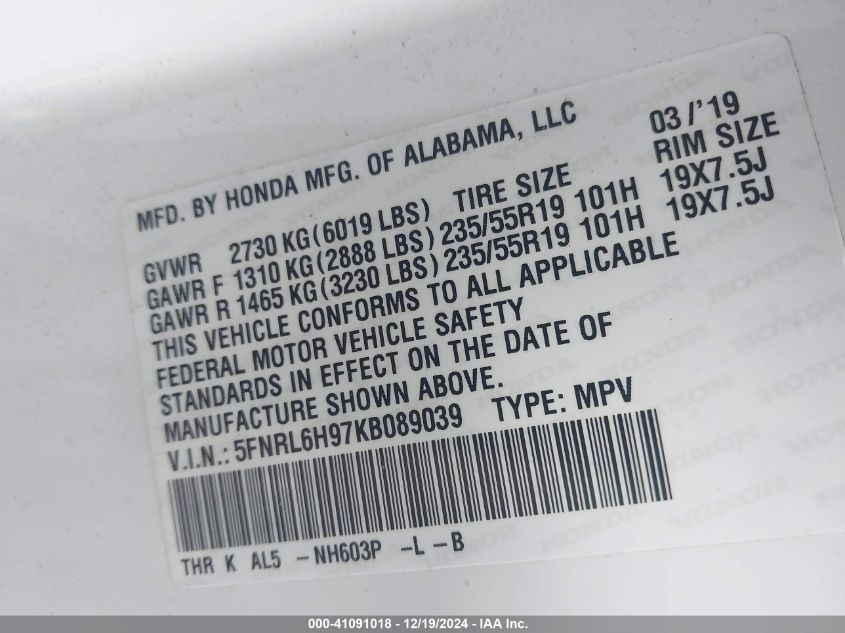 MFD. BY HONDA MFG. OF ALABAMA, LLC 03/'19
GVWR 2730 KG(6019 LBS) TIRE SIZE RIM SIZE
GAWR F 1310 KG(2888 LBS) 235/55R19 101H 19X7.5J
GAWR R 1465 KG(3230 LBS) 235/55R19 101H 19X7.5J
THIS VEHICLE CONFORMS TO ALL APPLICABLE
FEDERAL MOTOR VEHICLE SAFETY
STANDARDS IN EFFECT ON THE DATE OF
MANUFACTURE SHOWN ABOVE.
V.I.N.: 5FNRL6H97KB089039 TYPE: MPV
THR K AL5 -NH603P -L -B
000-41091018 - 12/19/2024 - IAA Inc.